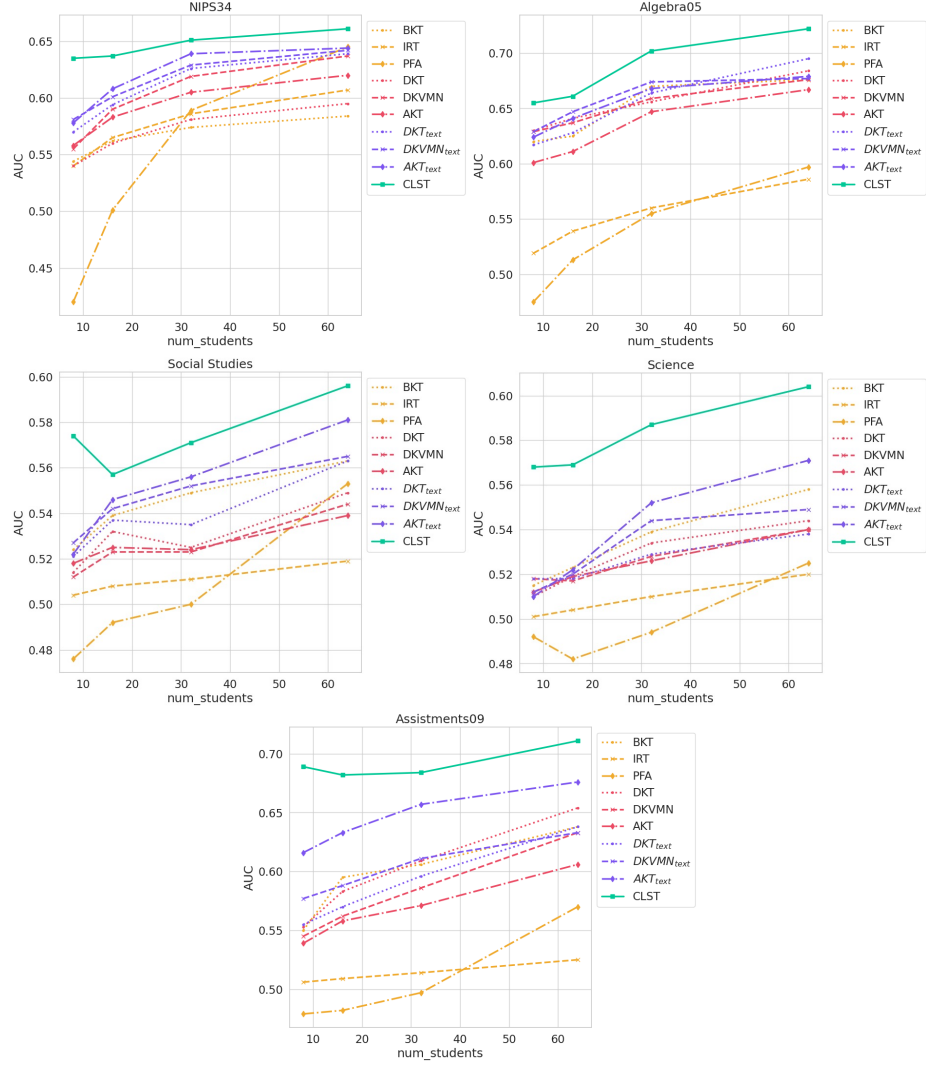 NIPS34
0.65
0.60
0.55
0.50
0.45
AUC
10 20 30 40 50 60
num_students
BKT
IRT
PFA
DKT
DKVMN
AKT
DKT_text
DKVMN_text
AKT_text
CLST
Algebra05
0.70
0.65
0.60
0.55
0.50
AUC
10 20 30 40 50 60
num_students
BKT
IRT
PFA
DKT
DKVMN
AKT
DKT_text
DKVMN_text
AKT_text
CLST
Social Studies
0.60
0.58
0.56
0.54
0.52
0.50
0.48
AUC
10 20 30 40 50 60
num_students
BKT
IRT
PFA
DKT
DKVMN
AKT
DKT_text
DKVMN_text
AKT_text
CLST
Science
0.60
0.58
0.56
0.54
0.52
0.50
0.48
AUC
10 20 30 40 50 60
num_students
BKT
IRT
PFA
DKT
DKVMN
AKT
DKT_text
DKVMN_text
AKT_text
CLST
Assistments09
0.70
0.65
0.60
0.55
0.50
AUC
10 20 30 40 50 60
num_students
BKT
IRT
PFA
DKT
DKVMN
AKT
DKT_text
DKVMN_text
AKT_text
CLST